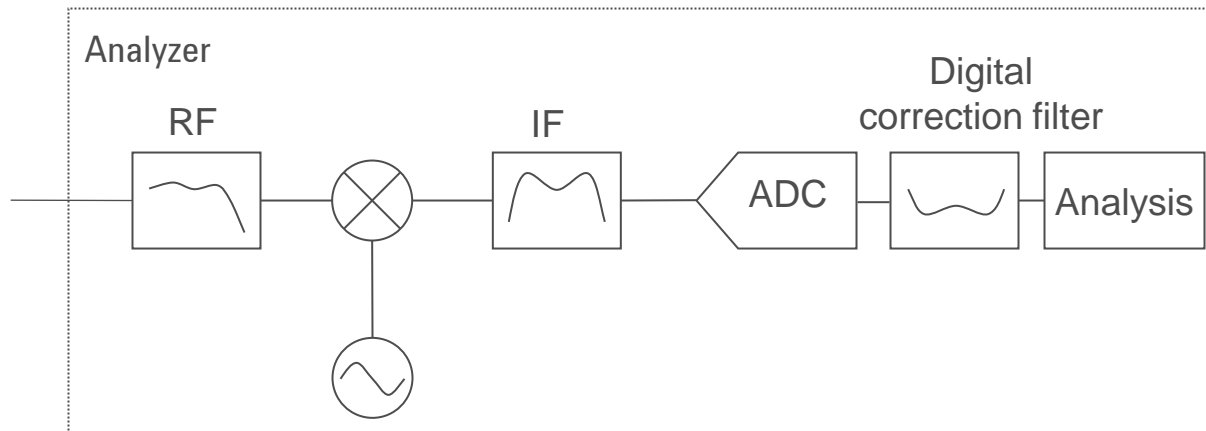 Analyzer
RF
IF
Digital
correction filter
ADC
Analysis